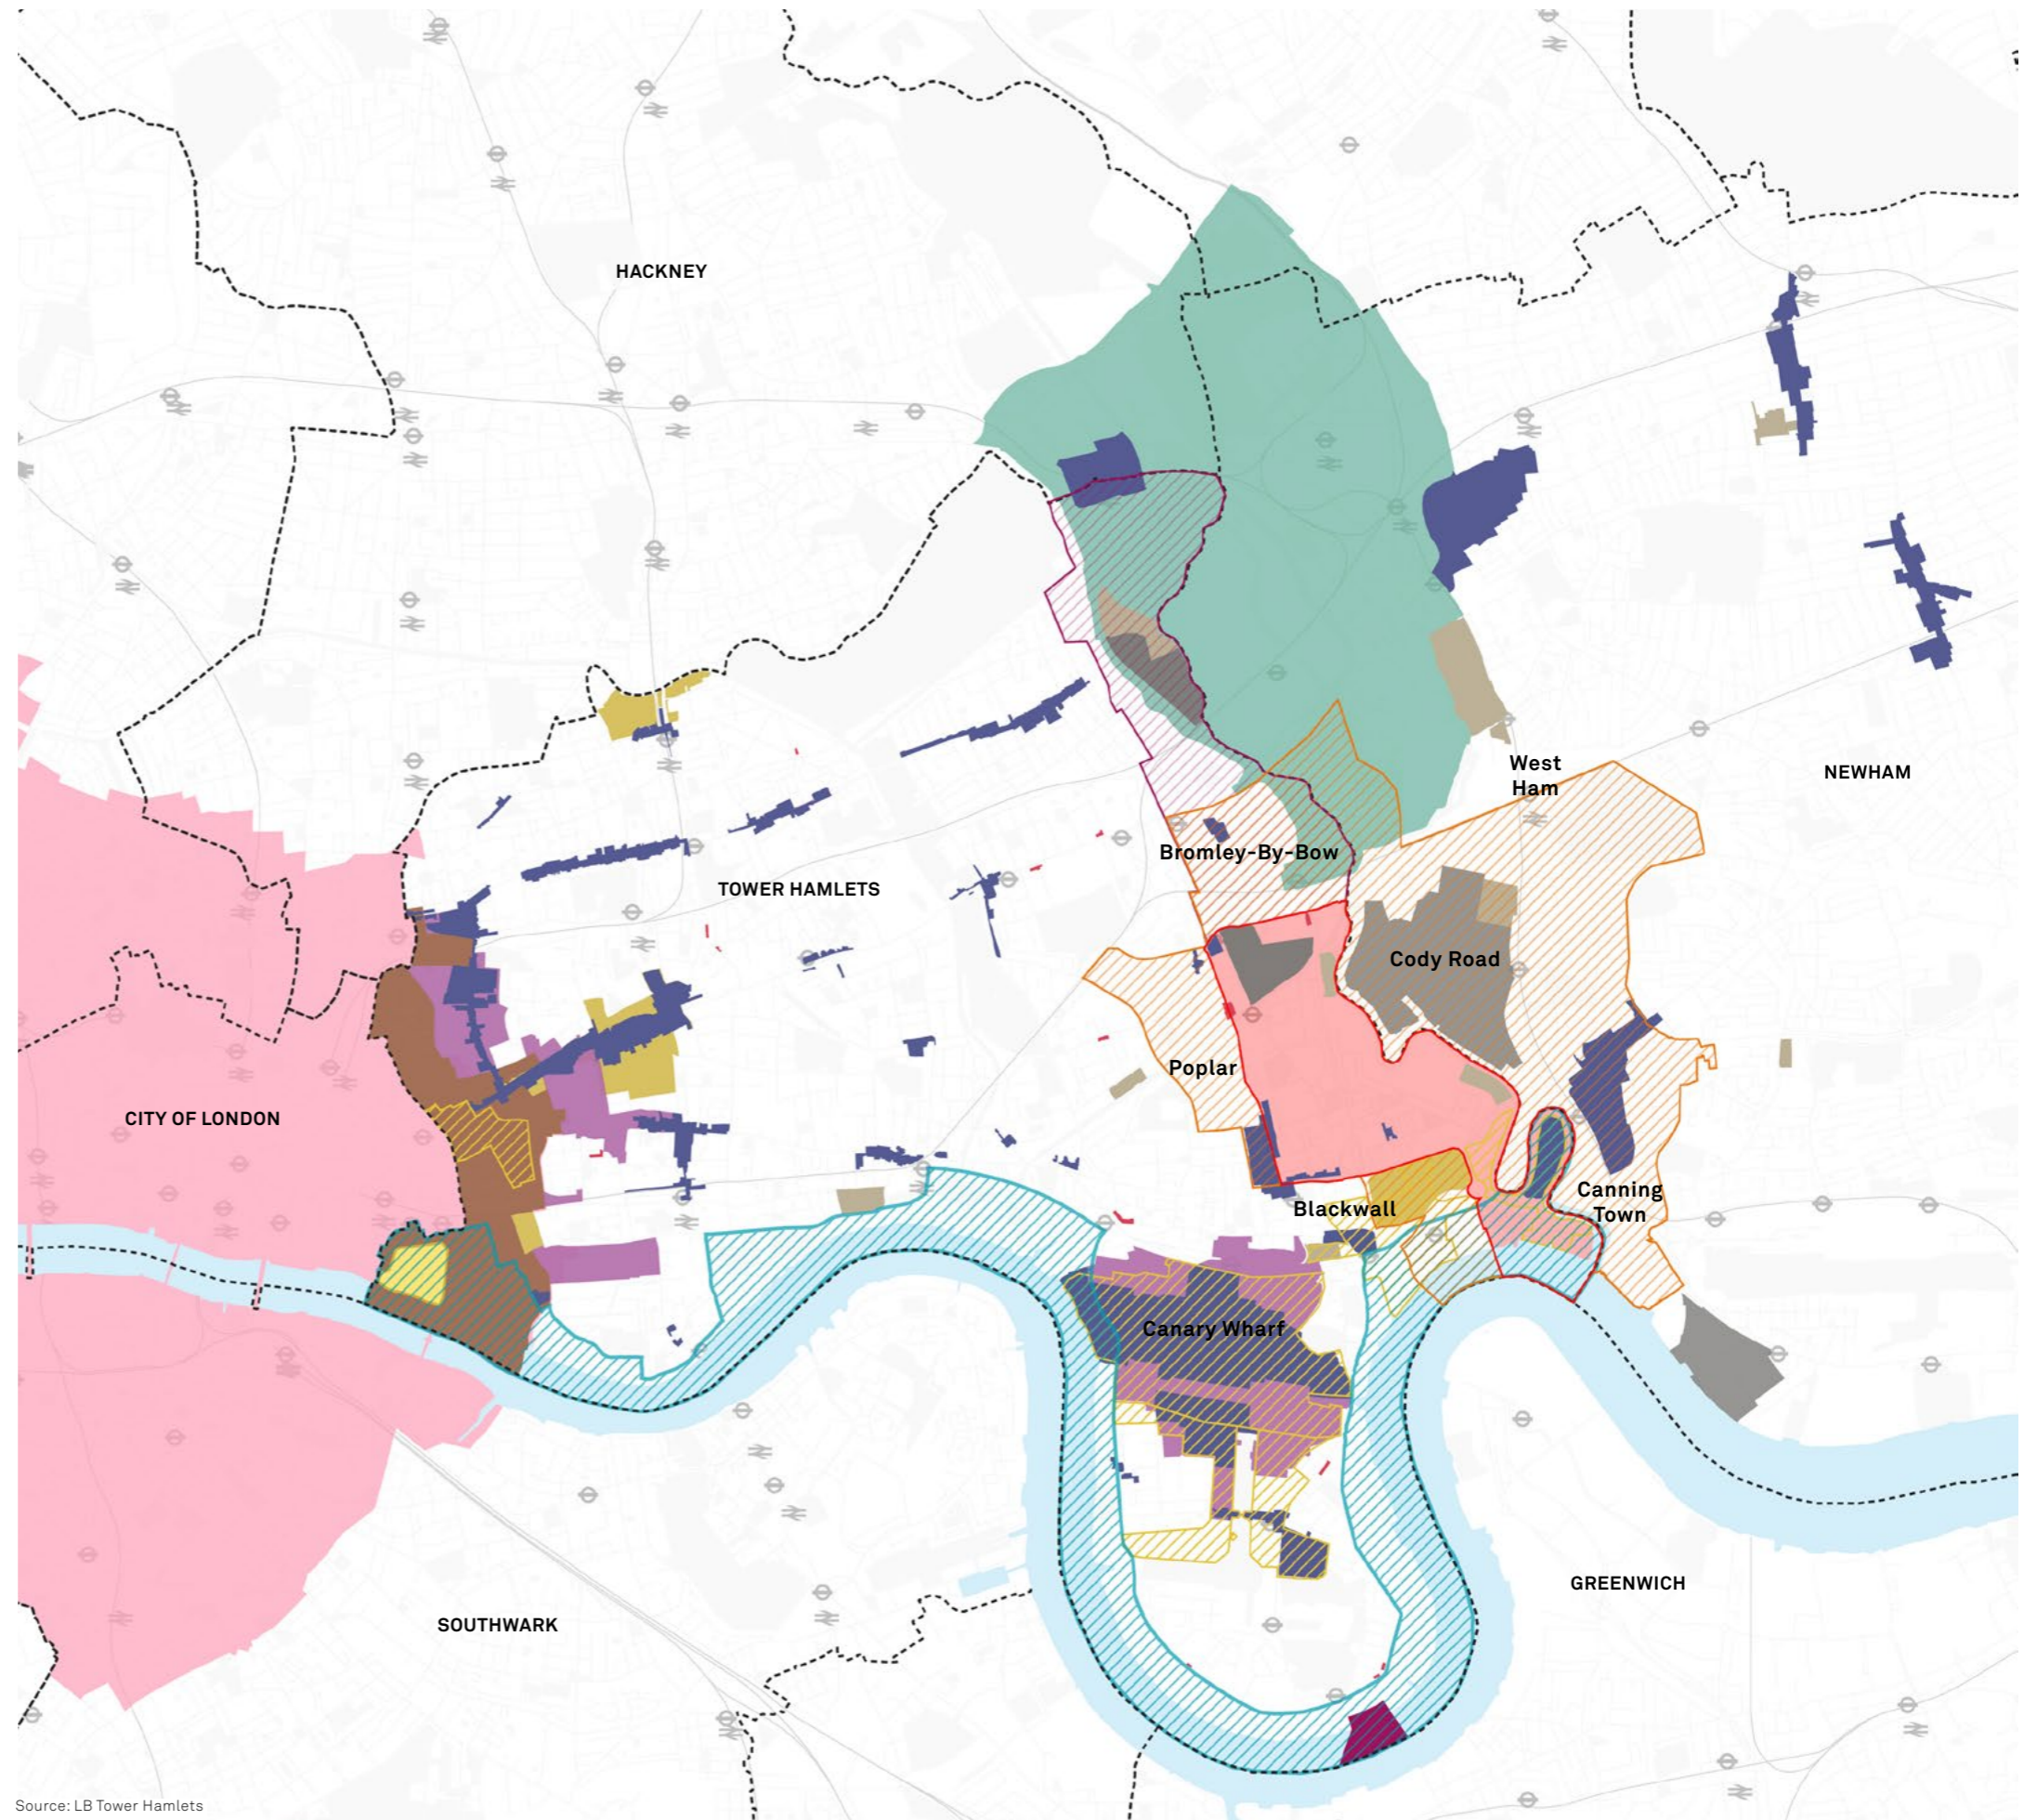 HACKNEY
West
Ham
NEWHAM
Bromley-By-Bow
TOWER HAMLETS
Cody Road
Poplar
CITY OF LONDON
Canning
Town
Blackwall
Canary Wharf
GREENWICH
SOUTHWARK
Source: LB Tower Hamlets